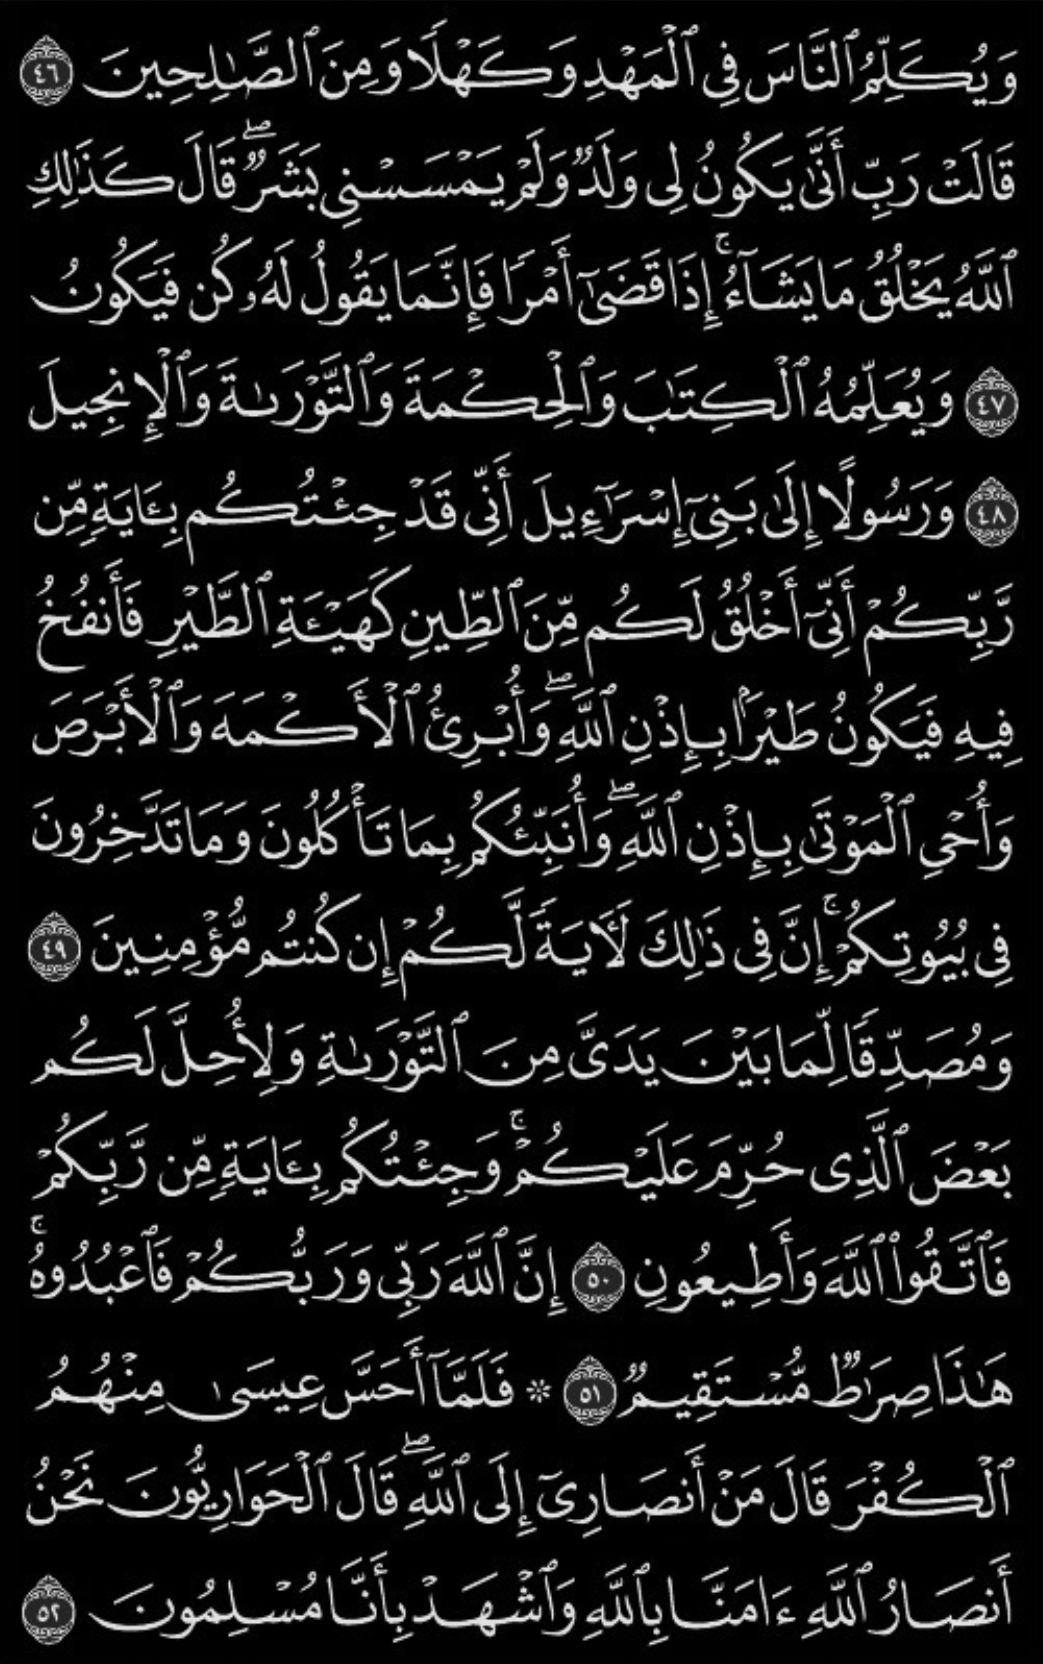 وَيُكَلِّمُ ٱلنَّاسَ فِى ٱلْمَهْدِ وَكَهْلًا وَمِنَ ٱلصَّـٰلِحِينَ ٤٦
قَالَتْ رَبِّ أَنَّىٰ يَكُونُ لِى وَلَدٌ وَلَمْ يَمْسَسْنِى بَشَرٌ ۖ قَالَ كَذَٰلِكِ
ٱللَّهُ يَخْلُقُ مَا يَشَآءُ ۚ إِذَا قَضَىٰٓ أَمْرًا فَإِنَّمَا يَقُولُ لَهُۥ كُن فَيَكُونُ
٤٧ وَيُعَلِّمُهُ ٱلْكِتَـٰبَ وَٱلْحِكْمَةَ وَٱلتَّوْرَىٰةَ وَٱلْإِنجِيلَ
٤٨ وَرَسُولًا إِلَىٰ بَنِىٓ إِسْرَٰٓءِيلَ أَنِّى قَدْ جِئْتُكُم بِـَٔايَةٍ مِّن
رَّبِّكُمْ أَنِّىٓ أَخْلُقُ لَكُم مِّنَ ٱلطِّينِ كَهَيْـَٔةِ ٱلطَّيْرِ فَأَنفُخُ
فِيهِ فَيَكُونُ طَيْرًۢا بِإِذْنِ ٱللَّهِ ۖ وَأُبْرِئُ ٱلْأَكْمَهَ وَٱلْأَبْرَصَ
وَأُحْىِ ٱلْمَوْتَىٰ بِإِذْنِ ٱللَّهِ ۖ وَأُنَبِّئُكُم بِمَا تَأْكُلُونَ وَمَا تَدَّخِرُونَ
فِى بُيُوتِكُمْ ۚ إِنَّ فِى ذَٰلِكَ لَـَٔايَةً لَّكُمْ إِن كُنتُم مُّؤْمِنِينَ ٤٩
وَمُصَدِّقًا لِّمَا بَيْنَ يَدَىَّ مِنَ ٱلتَّوْرَىٰةِ وَلِأُحِلَّ لَكُم
بَعْضَ ٱلَّذِى حُرِّمَ عَلَيْكُمْ ۚ وَجِئْتُكُم بِـَٔايَةٍ مِّن رَّبِّكُمْ
فَٱتَّقُوا۟ ٱللَّهَ وَأَطِيعُونِ ٥٠ إِنَّ ٱللَّهَ رَبِّى وَرَبُّكُمْ فَٱعْبُدُوهُ ۚ
هَـٰذَا صِرَٰطٌ مُّسْتَقِيمٌ ٥١ ۞ فَلَمَّآ أَحَسَّ عِيسَىٰ مِنْهُمُ
ٱلْكُفْرَ قَالَ مَنْ أَنصَارِىٓ إِلَى ٱللَّهِ ۖ قَالَ ٱلْحَوَارِيُّونَ نَحْنُ
أَنصَارُ ٱللَّهِ ءَامَنَّا بِٱللَّهِ وَٱشْهَدْ بِأَنَّا مُسْلِمُونَ ٥٢